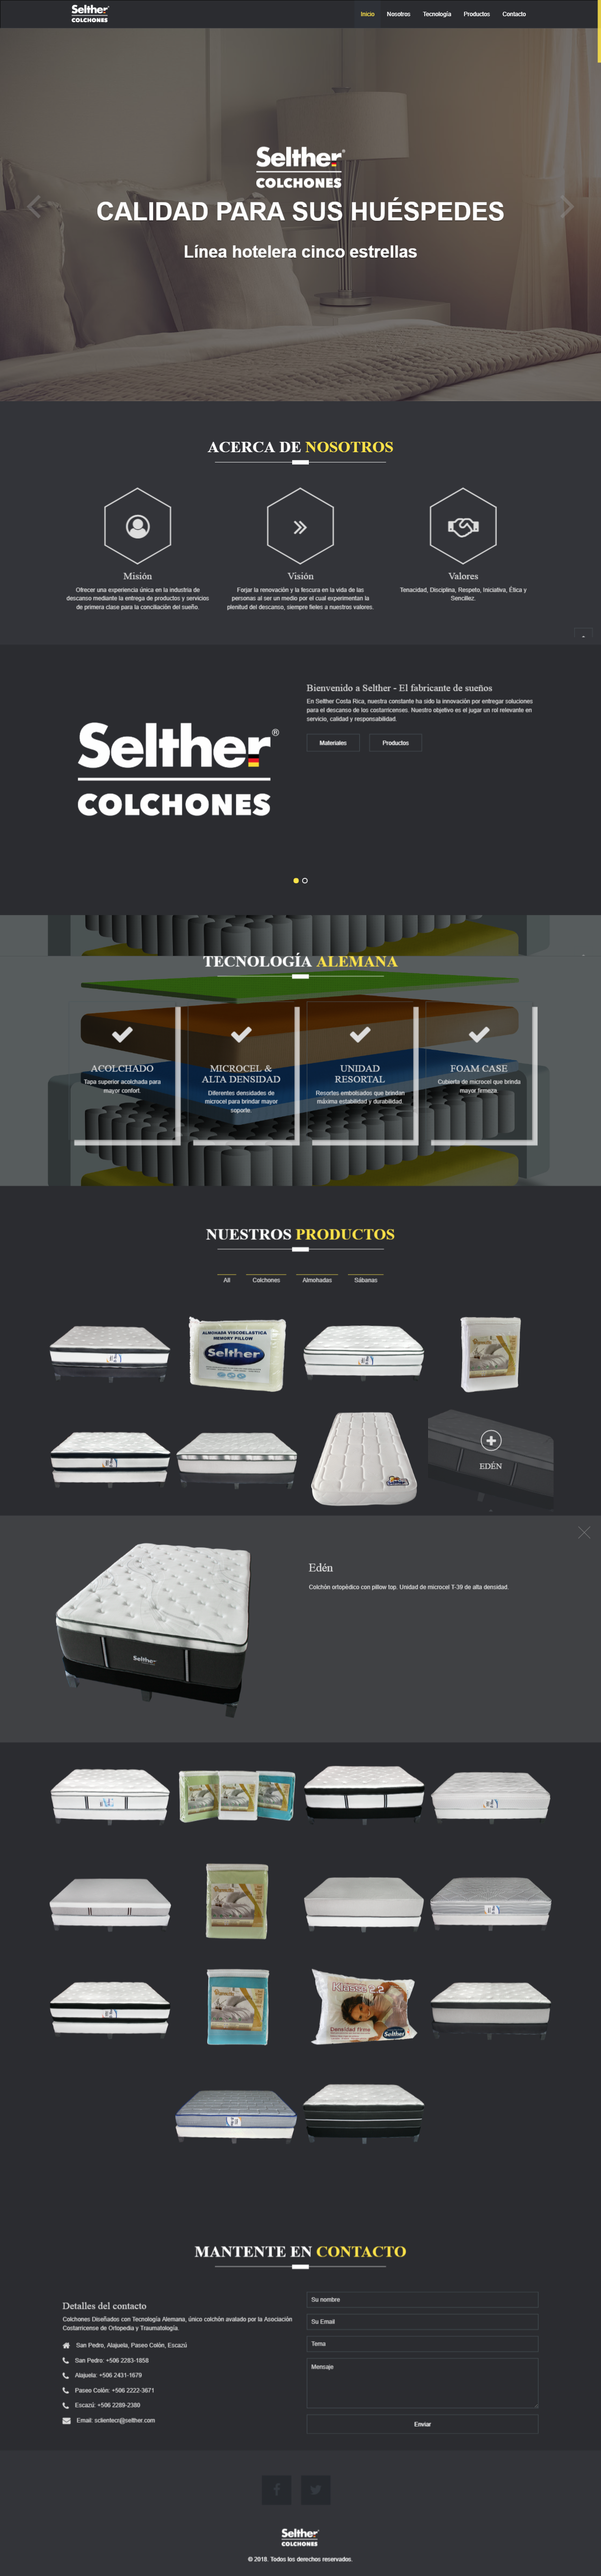 Selther
COLCHONES
Inicio
Nosotros
Tecnología
Productos
Contacto
Selther®
COLCHONES
CALIDAD PARA SUS HUÉSPEDES
Línea hotelera cinco estrellas
ACERCA DE NOSOTROS
Misión
Ofrecer una experiencia única en la industria de
descanso mediante la entrega de productos y servicios
de primera clase para la conciliación del sueño.
Visión
Forjar la renovación y la fescura en la vida de las
personas al ser un medio por el cual experimentan la
plenitud del descanso, siempre fieles a nuestros valores.
Valores
Tenacidad, Disciplina, Respeto, Iniciativa, Ética y
Sencillez.
Selther®
COLCHONES
Bienvenido a Selther - El fabricante de sueños
En Selther Costa Rica, nuestra constante ha sido la innovación por entregar soluciones
para el descanso de los costarricenses. Nuestro objetivo es el jugar un rol relevante en
servicio, calidad y responsabilidad.
Materiales
Productos
TECNOLOGÍA ALEMANA
ACOLCHADO
Tapa superior acolchada para
mayor confort.
MICROCEL &
ALTA DENSIDAD
Diferentes densidades de
microcel para brindar mayor
soporte.
UNIDAD
RESORTAL
Resortes embolsados que brindan
máxima estabilidad y durabilidad.
FOAM CASE
Cubierta de microcel que brinda
mayor firmeza.
NUESTROS PRODUCTOS
All
Colchones
Almohadas
Sábanas
ALMOHADA VISCOELASTICA
MEMORY PILLOW
Selther
EDÉN
Edén
Colchón ortopédico con pillow top. Unidad de microcel T-39 de alta densidad.
Selther
Selther
MANTENTE EN CONTACTO
Detalles del contacto
Colchones Diseñados con Tecnología Alemana, único colchón avalado por la Asociación
Costarricense de Ortopedia y Traumatología.
San Pedro, Alajuela, Paseo Colón, Escazú
San Pedro: +506 2283-1858
Alajuela: +506 2431-1679
Paseo Colón: +506 2222-3671
Escazú: +506 2289-2380
Email: sclientecr@selther.com
Su nombre
Su Email
Tema
Mensaje
Enviar
Selther
COLCHONES
© 2018. Todos los derechos reservados.